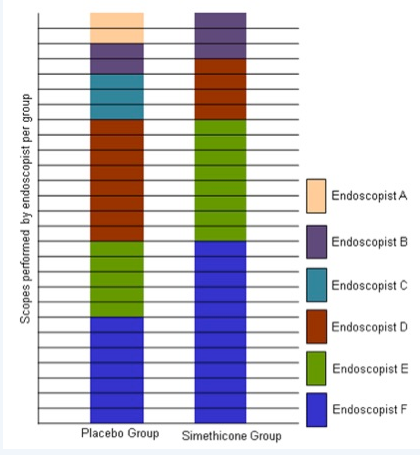 Scopes performed by endoscopist per group
Endoscopist A
Endoscopist B
Endoscopist C
Endoscopist D
Endoscopist E
Endoscopist F
Placebo Group
Simethicone Group